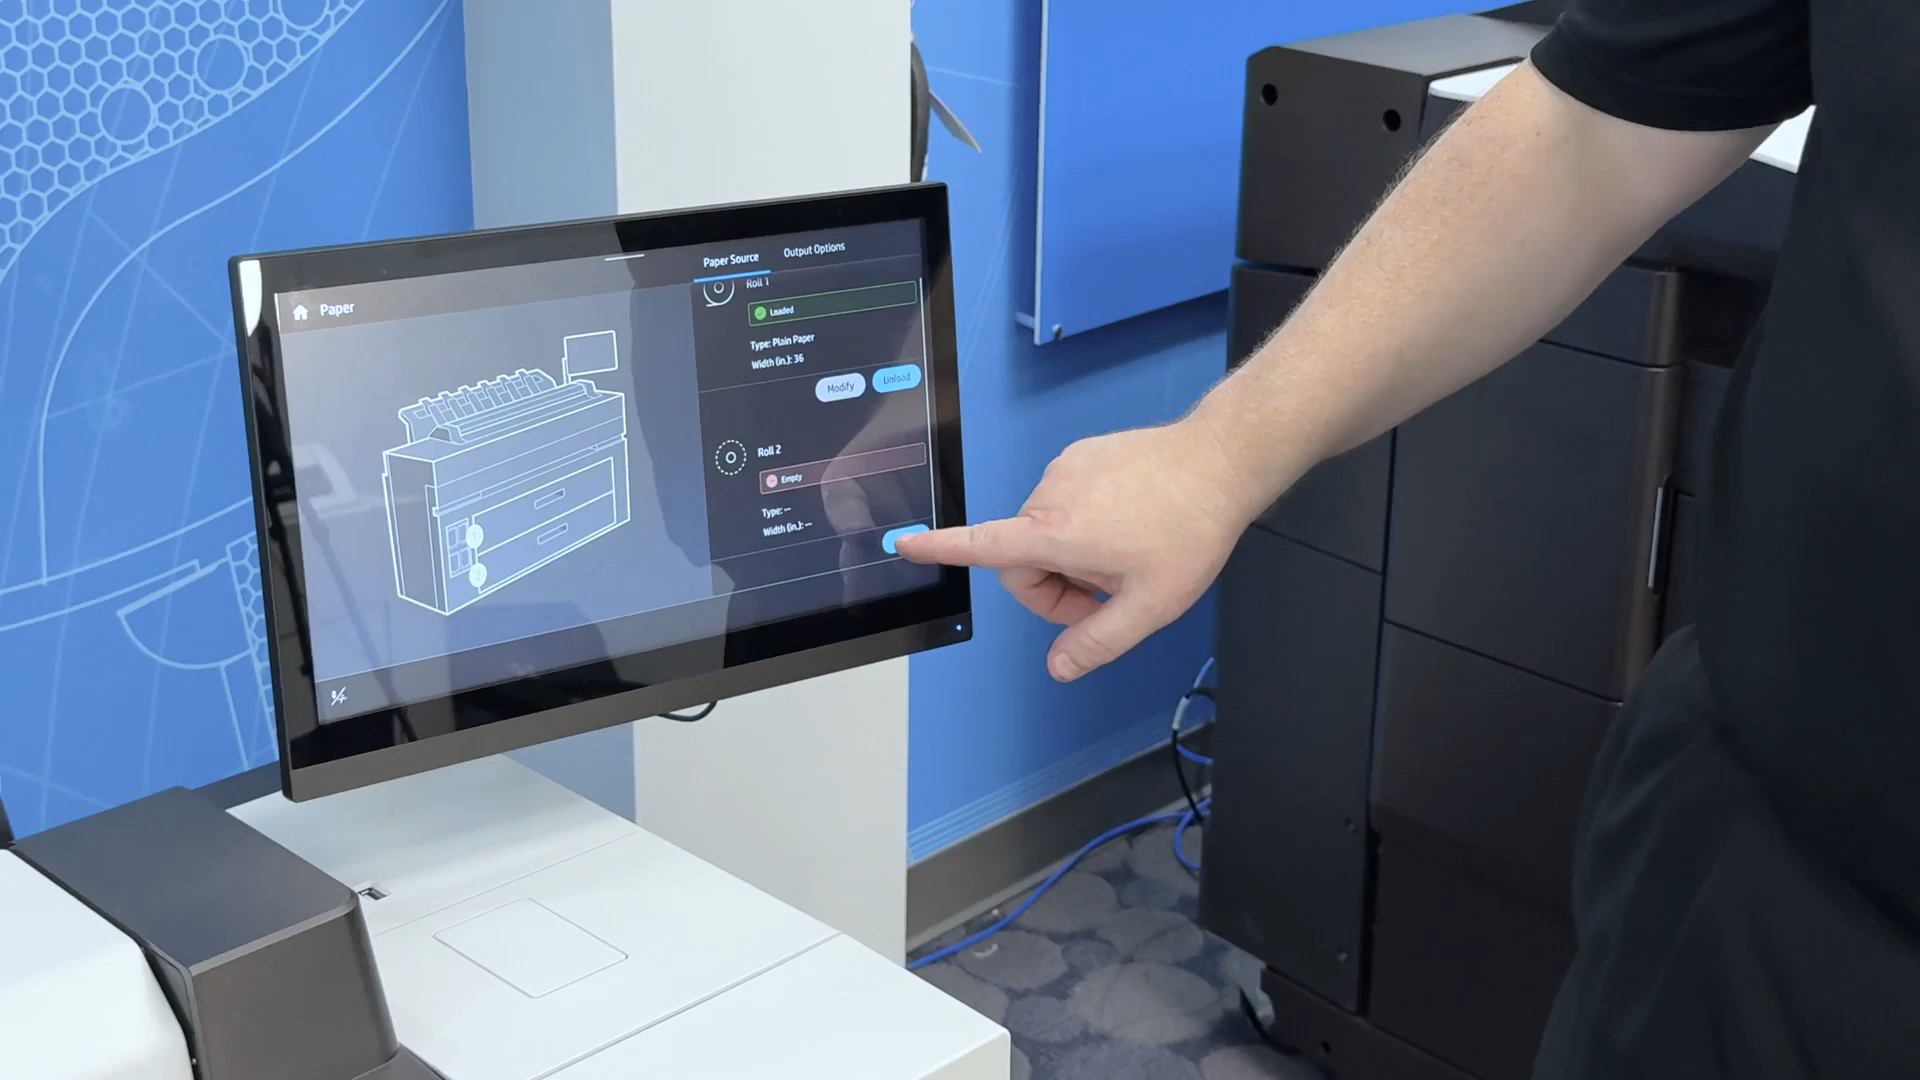 Paper
Paper Source
Output Options
Roll 1
Loaded
Type: Plain Paper
Width (in.): 36
Modify
Unload
Roll 2
Empty
Type: --
Width (in.): --